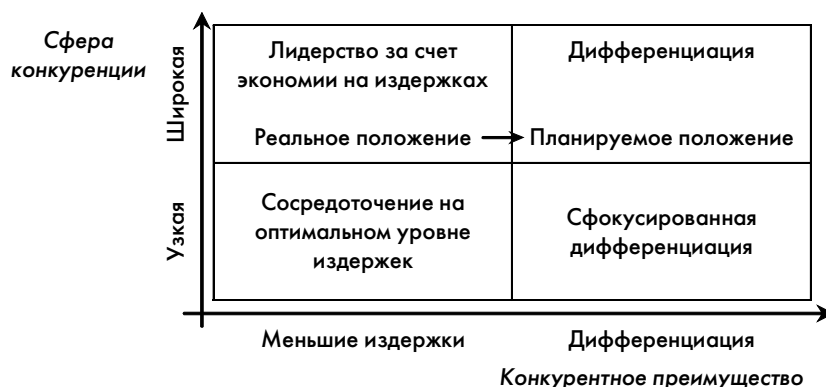 Сфера
конкуренции
Широкая
Лидерство за счет
экономии на издержках
Дифференциация
Реальное положение
Планируемое положение
Узкая
Сосредоточение на
оптимальном уровне
издержек
Сфокусированная
дифференциация
Меньшие издержки
Дифференциация
Конкурентное преимущество